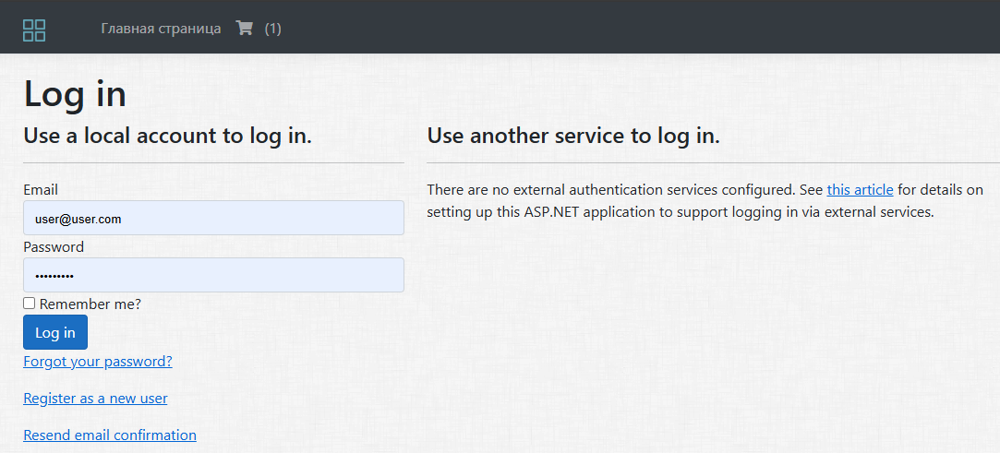 Главная страница (1)
Log in
Use a local account to log in.
Email
user@user.com
Password
•••••••••
Remember me?
Log in
Forgot your password?
Register as a new user
Resend email confirmation
Use another service to log in.
There are no external authentication services configured. See this article for details on
setting up this ASP.NET application to support logging in via external services.